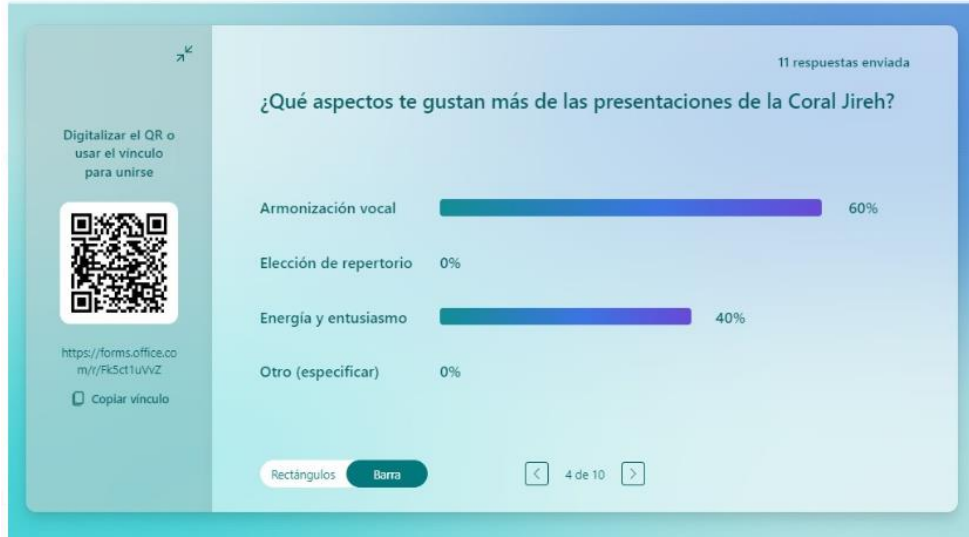 11 respuestas enviada
¿Qué aspectos te gustan más de las presentaciones de la Coral Jireh?
Digitalizar el QR o
usar el vínculo
para unirse
https://forms.office.co
m/r/Fk5ct1uVvZ
Copiar vínculo
Armonización vocal 60%
Elección de repertorio 0%
Energía y entusiasmo 40%
Otro (especificar) 0%
Rectángulos Barra 4 de 10